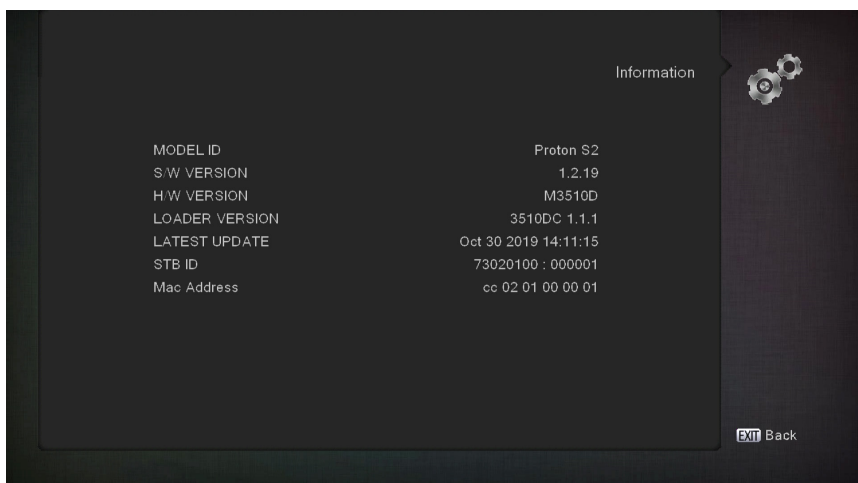 Information
MODEL ID Proton S2
S/W VERSION 1.2.19
H/W VERSION M3510D
LOADER VERSION 3510DC 1.1.1
LATEST UPDATE Oct 30 2019 14:11:15
STB ID 73020100 : 000001
Mac Address cc 02 01 00 00 01
EXIT Back